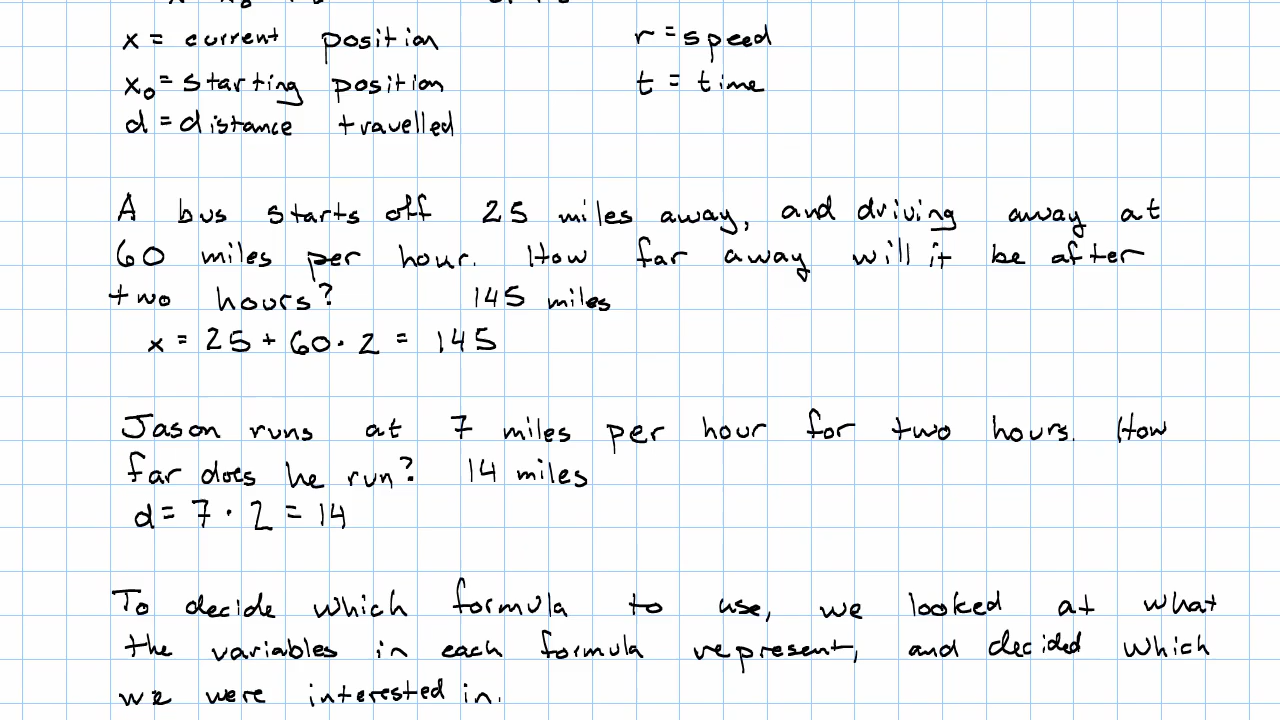 x = current position
r = speed
x₀ = starting position
t = time
d = distance travelled
A bus starts off 25 miles away, and driving away at
60 miles per hour. How far away will it be after
two hours? 145 miles
x = 25 + 60 · 2 = 145
Jason runs at 7 miles per hour for two hours. How
far does he run? 14 miles
d = 7 · 2 = 14
To decide which formula to use, we looked at what
the variables in each formula represent, and decided which
we were interested in.